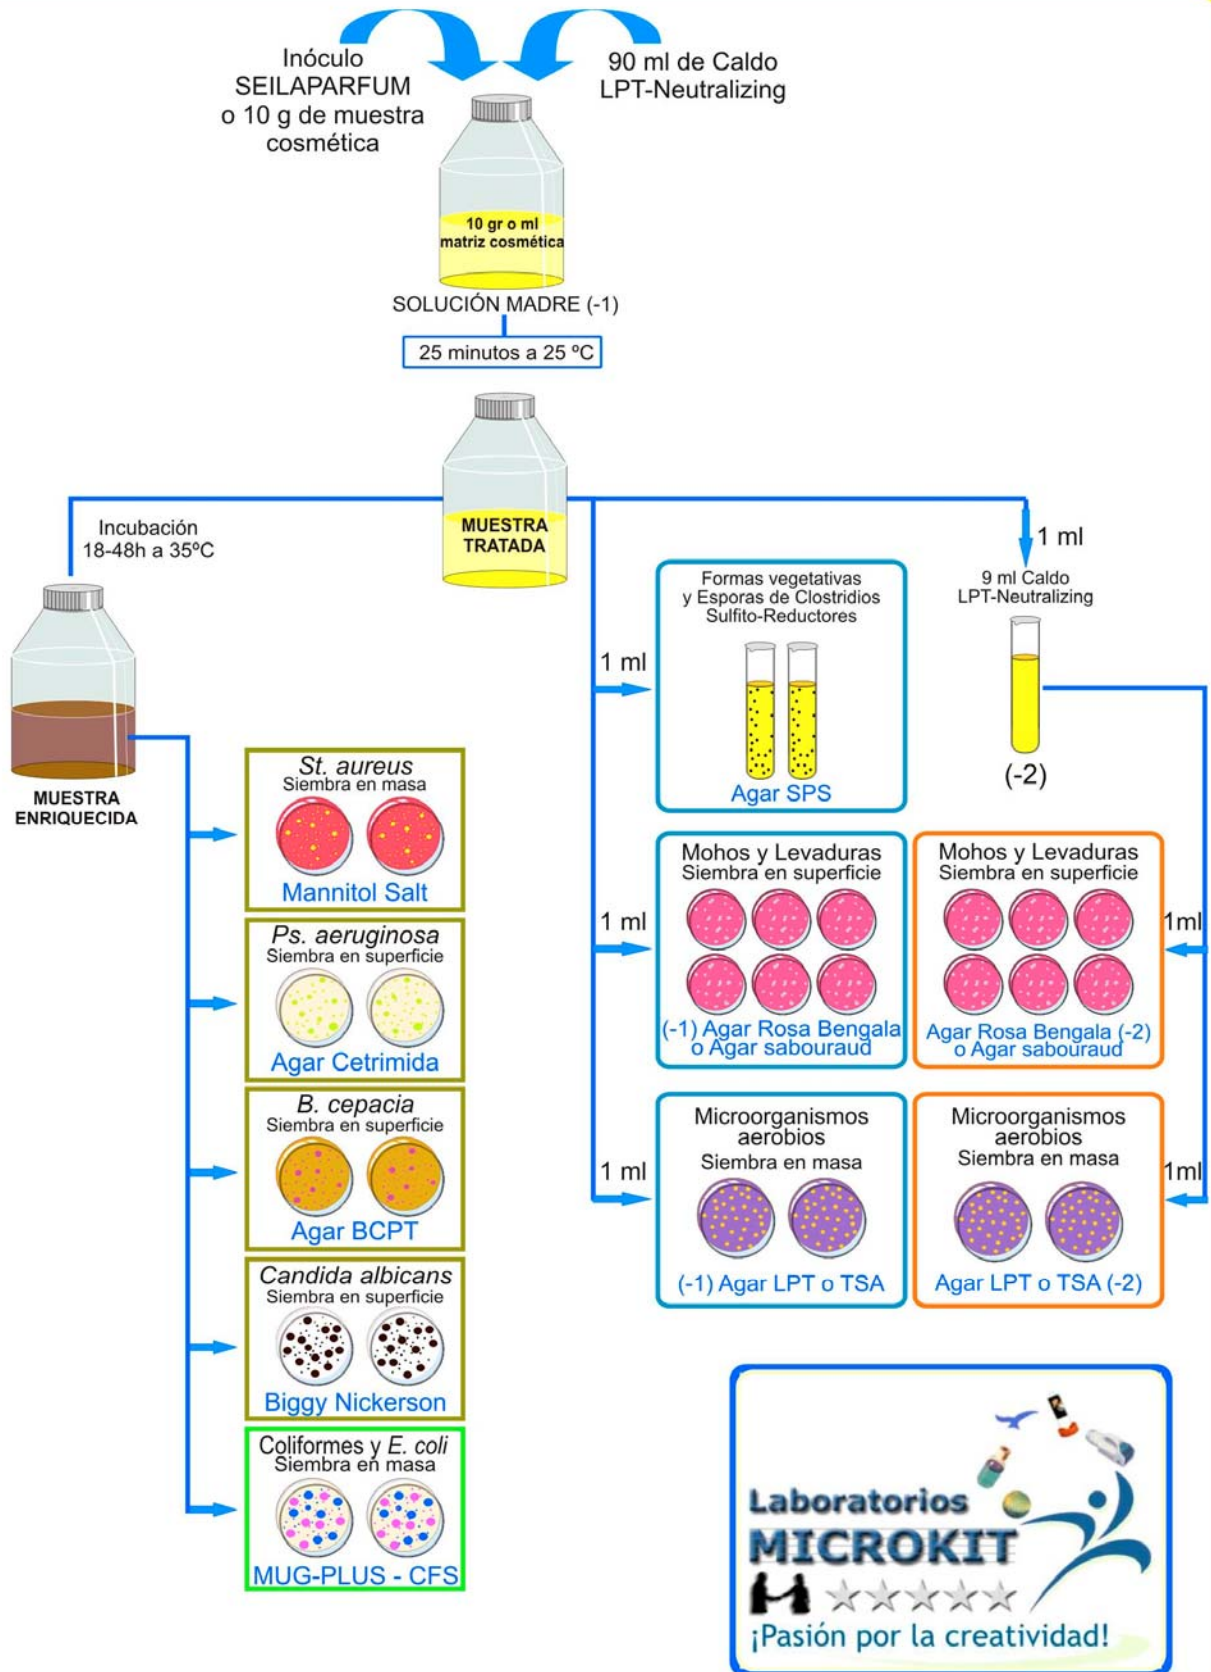 Inóculo
SEILAPARFUM
o 10 g de muestra
cosmética
90 ml de Caldo
LPT-Neutralizing
10 gr o ml
matriz cosmética
SOLUCIÓN MADRE (-1)
25 minutos a 25 ºC
MUESTRA
TRATADA
Incubación
18-48h a 35ºC
MUESTRA
ENRIQUECIDA
St. aureus
Siembra en masa
Mannitol Salt
Ps. aeruginosa
Siembra en superficie
Agar Cetrimida
B. cepacia
Siembra en superficie
Agar BCPT
Candida albicans
Siembra en superficie
Biggy Nickerson
Coliformes y E. coli
Siembra en masa
MUG-PLUS - CFS
1 ml
Formas vegetativas
y Esporas de Clostridios
Sulfito-Reductores
Agar SPS
1 ml
9 ml Caldo
LPT-Neutralizing
(-2)
1 ml
Mohos y Levaduras
Siembra en superficie
(-1) Agar Rosa Bengala
o Agar sabouraud
Mohos y Levaduras
Siembra en superficie
Agar Rosa Bengala (-2)
o Agar sabouraud
1ml
1 ml
Microorganismos
aerobios
Siembra en masa
(-1) Agar LPT o TSA
Microorganismos
aerobios
Siembra en masa
Agar LPT o TSA (-2)
1ml
Laboratorios
MICROKIT
¡Pasión por la creatividad!